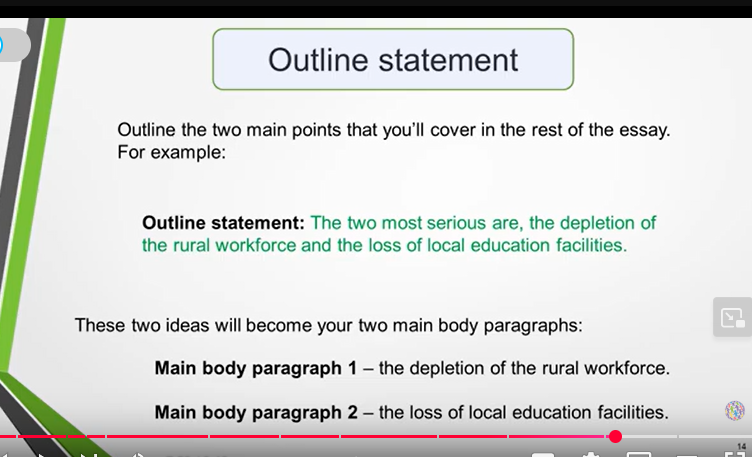 Outline statement
Outline the two main points that you'll cover in the rest of the essay.
For example:
Outline statement: The two most serious are, the depletion of
the rural workforce and the loss of local education facilities.
These two ideas will become your two main body paragraphs:
Main body paragraph 1 – the depletion of the rural workforce.
Main body paragraph 2 – the loss of local education facilities.
14